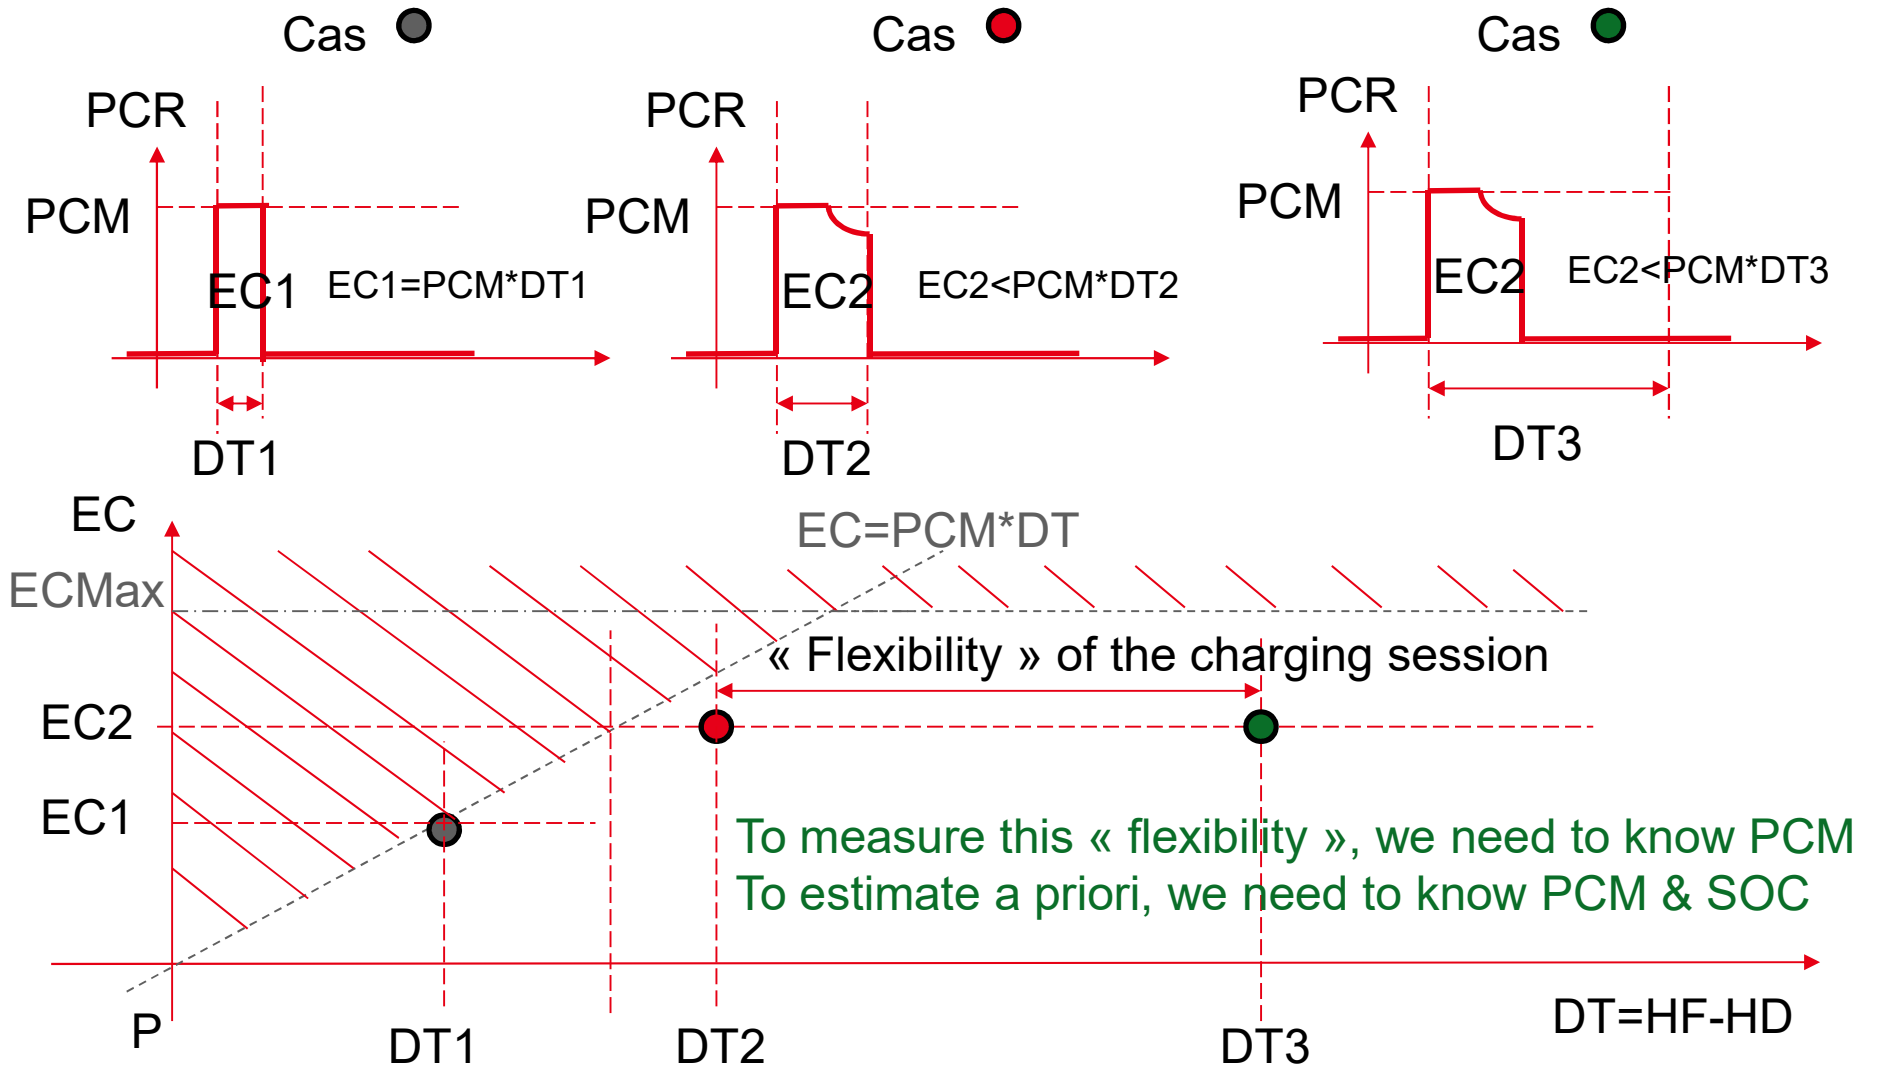 Cas
Cas
Cas
PCR
PCR
PCR
PCM
PCM
PCM
EC1
EC1=PCM*DT1
EC2
EC2<PCM*DT2
EC2
EC2<PCM*DT3
DT1
DT2
DT3
EC
EC=PCM*DT
ECMax
« Flexibility » of the charging session
EC2
EC1
To measure this « flexibility », we need to know PCM
To estimate a priori, we need to know PCM & SOC
P
DT1
DT2
DT3
DT=HF-HD